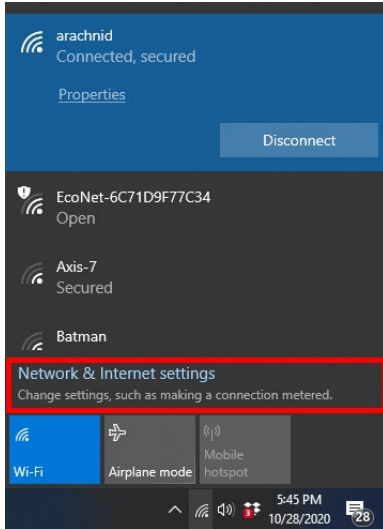 arachnid
Connected, secured
Properties
Disconnect
EcoNet-6C71D9F77C34
Open
Axis-7
Secured
Batman
Network & Internet settings
Change settings, such as making a connection metered.
Wi-Fi
Airplane mode
Mobile
hotspot
5:45 PM
10/28/2020
3
28